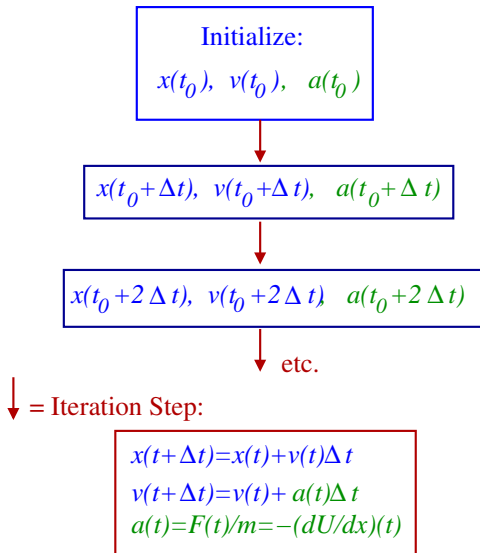 Initialize:
x(t₀), v(t₀), a(t₀)
x(t₀+Δt), v(t₀+Δt), a(t₀+Δt)
x(t₀+2Δt), v(t₀+2Δt), a(t₀+2Δt)
etc.
= Iteration Step:
x(t+Δt)=x(t)+v(t)Δt
v(t+Δt)=v(t)+a(t)Δt
a(t)=F(t)/m=−(dU/dx)(t)